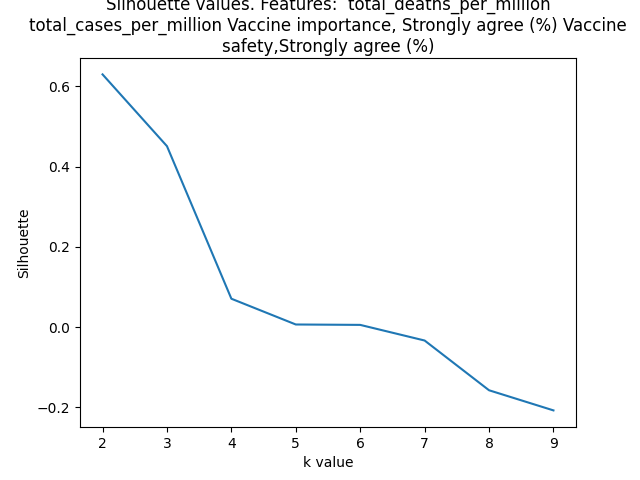 Silhouette Values. Features:  total_deaths_per_million
total_cases_per_million Vaccine importance, Strongly agree (%) Vaccine
safety,Strongly agree (%)
0.6
0.4
0.2
0.0
−0.2
Silhouette
2 3 4 5 6 7 8 9
k value